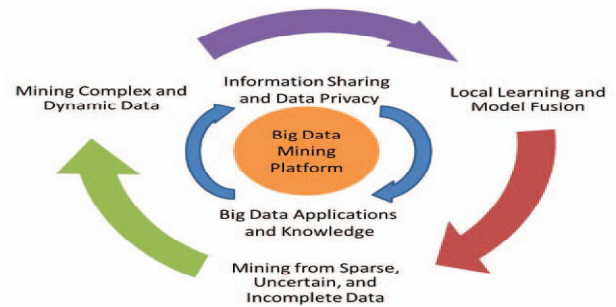 Mining Complex and
Dynamic Data
Information Sharing
and Data Privacy
Local Learning and
Model Fusion
Big Data
Mining
Platform
Big Data Applications
and Knowledge
Mining from Sparse,
Uncertain, and
Incomplete Data